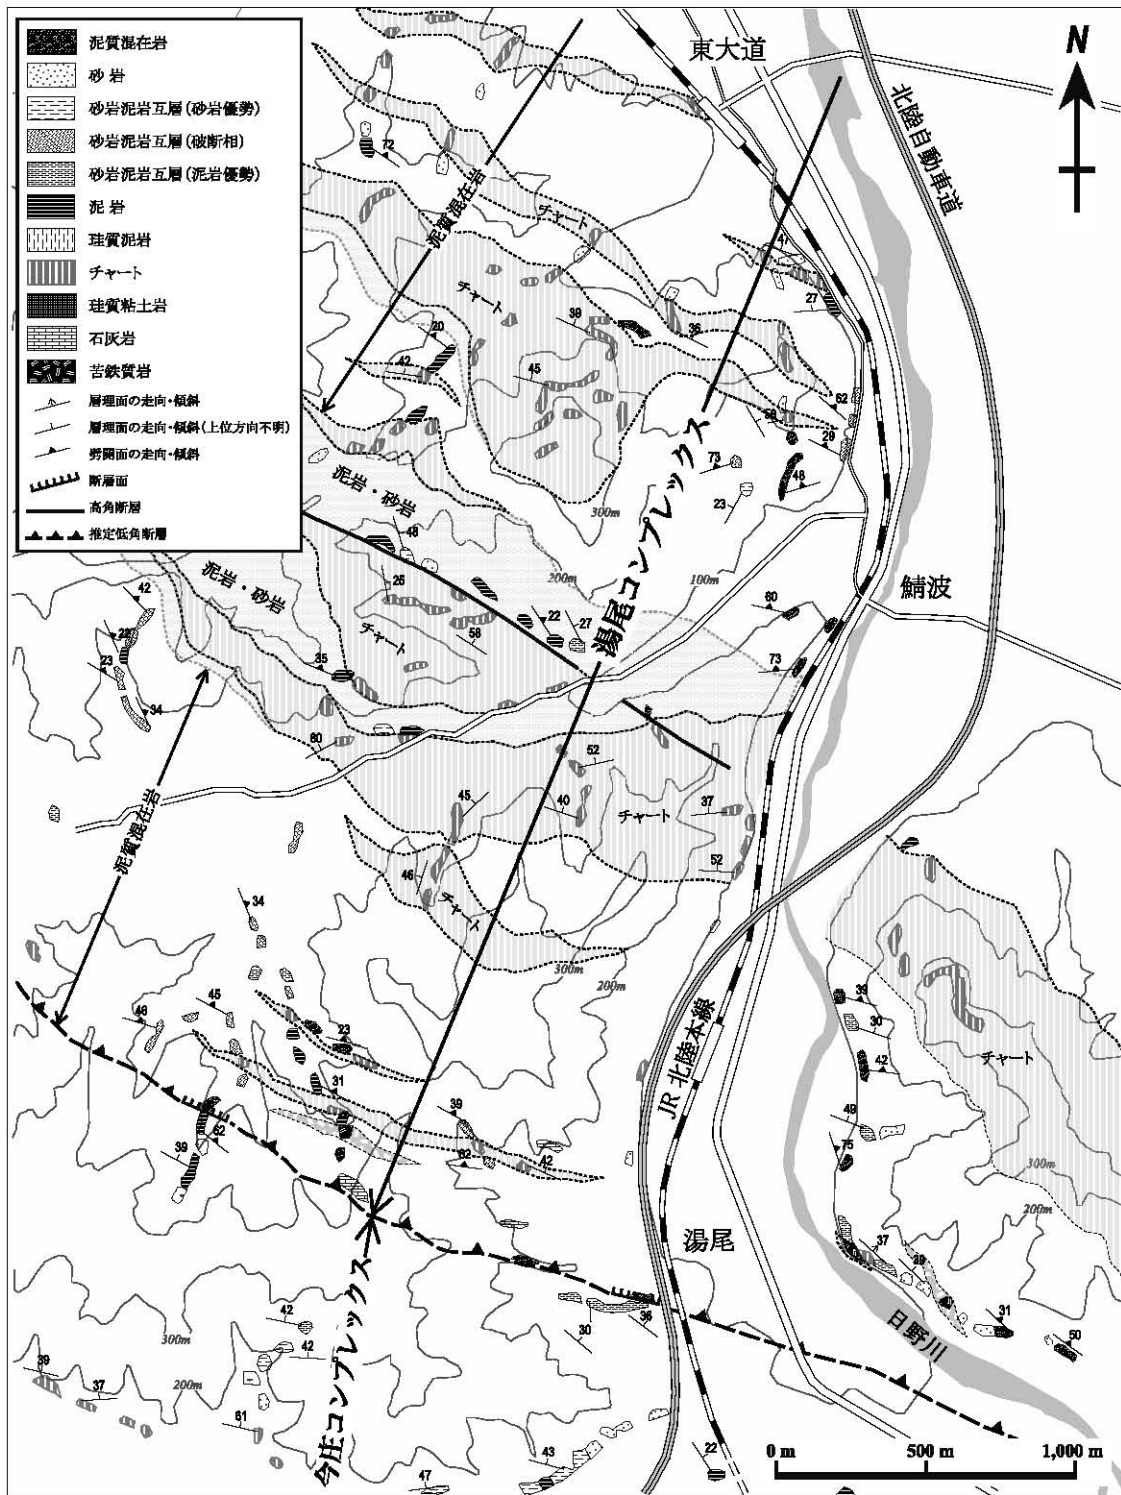 泥質混在岩
砂岩
砂岩泥岩互層(砂岩優勢)
砂岩泥岩互層(破断相)
砂岩泥岩互層(泥岩優勢)
泥岩
珪質泥岩
チャート
珪質粘土岩
石灰岩
苦鉄質岩
層理面の走向・傾斜
層理面の走向・傾斜(上位方向不明)
劈開面の走向・傾斜
断層面
高角断層
推定低角断層
東大道
N
北陸自動車道
72
泥質混在岩
チャート
47
27
チャート
20
39
36
42
45
62
58
29
73
48
23
300m
湯尾コンプレックス
泥岩・砂岩
48
200m
100m
鯖波
泥岩・砂岩
42
25
60
22
27
チャート
58
22
23
35
73
34
60
52
45
40
37
チャート
泥質混在岩
52
46
チャート
34
300m
200m
39
30
46
45
23
JR 北陸本線
チャート
42
31
39
49
75
62
39
62
42
300m
200m
湯尾
37
39
31
50
日野川
42
36
30
300m
42
39
37
200m
今庄コンプレックス
61
43
22
47
0 m
500 m
1,000 m